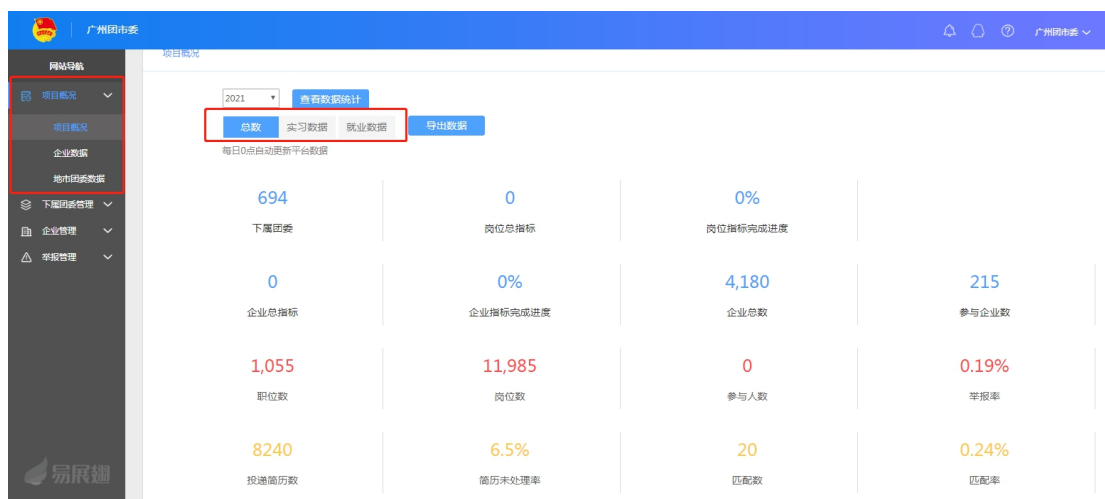 广州团市委
广州团市委
网站导航
项目概况
项目概况
项目概况
企业数据
地市团委数据
下属团委管理
企业管理
举报管理
2021 查看数据统计
总数 实习数据 就业数据 导出数据
每日0点自动更新平台数据
694 0 0%
下属团委 岗位总指标 岗位指标完成进度
0 0% 4,180 215
企业总指标 企业指标完成进度 企业总数 参与企业数
1,055 11,985 0 0.19%
职位数 岗位数 参与人数 举报率
8240 6.5% 20 0.24%
投递简历数 简历未处理率 匹配数 匹配率
易展翅